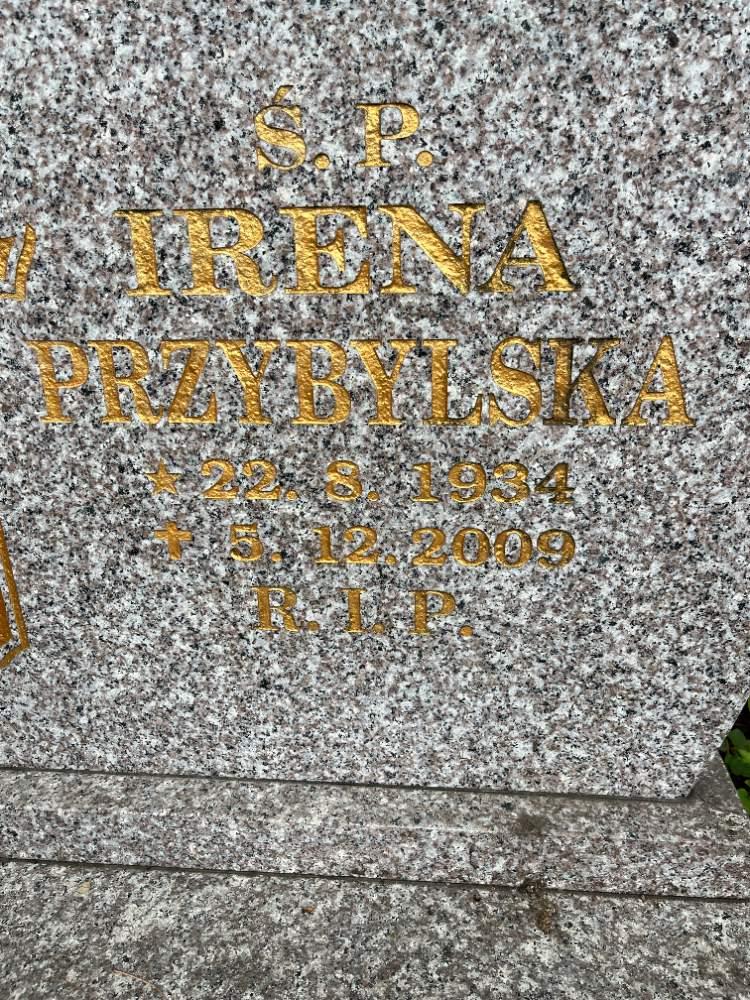 Ś. P.
IRENA
PRZYBYLSKA
★ 22. 8. 1934
✝ 5. 12. 2009
R. I. P.